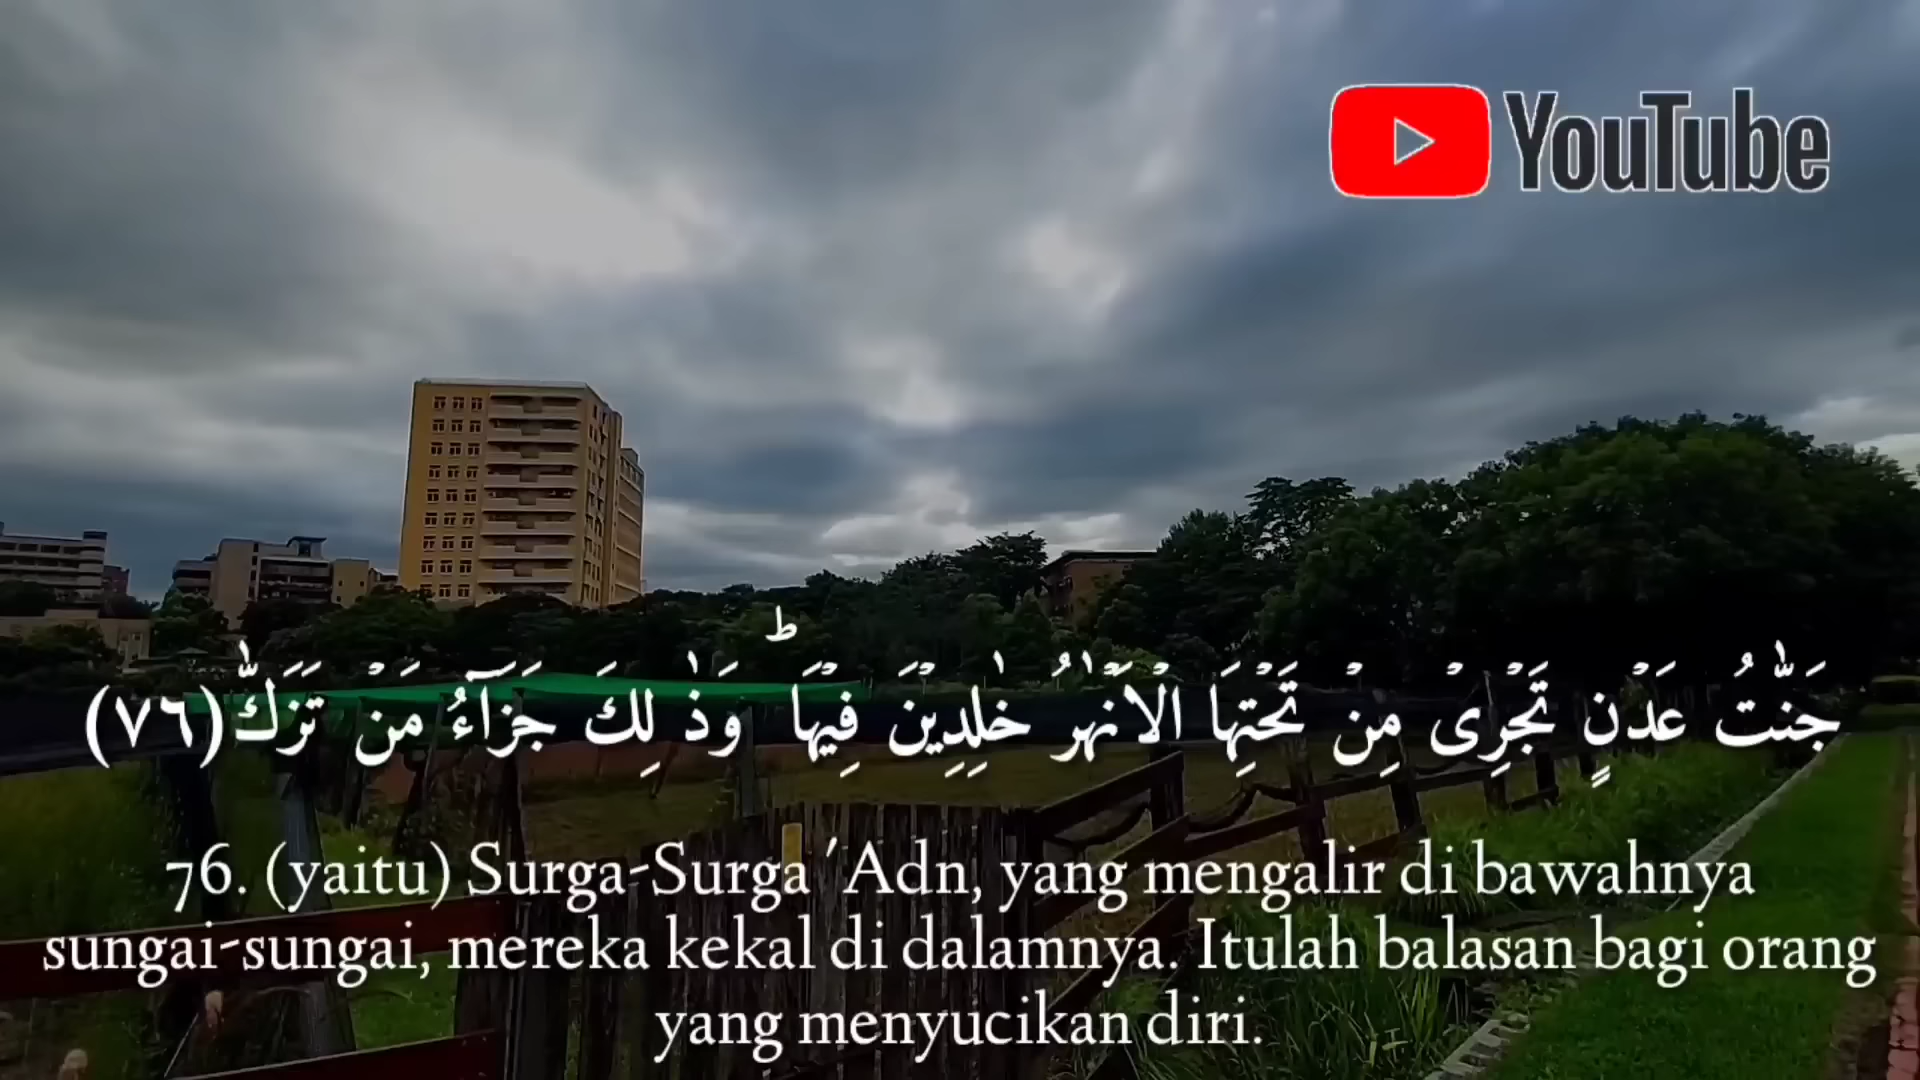 YouTube
جَنّٰتُ عَدْنٍ تَجْرِىْ مِنْ تَحْتِهَا الْاَنْهٰرُ خٰلِدِيْنَ فِيْهَا ؕ وَذٰ لِكَ جَزَآءُ مَنْ تَزَكّٰى(٧٦)
76. (yaitu) Surga-Surga 'Adn, yang mengalir di bawahnya
sungai-sungai, mereka kekal di dalamnya. Itulah balasan bagi orang
yang menyucikan diri.